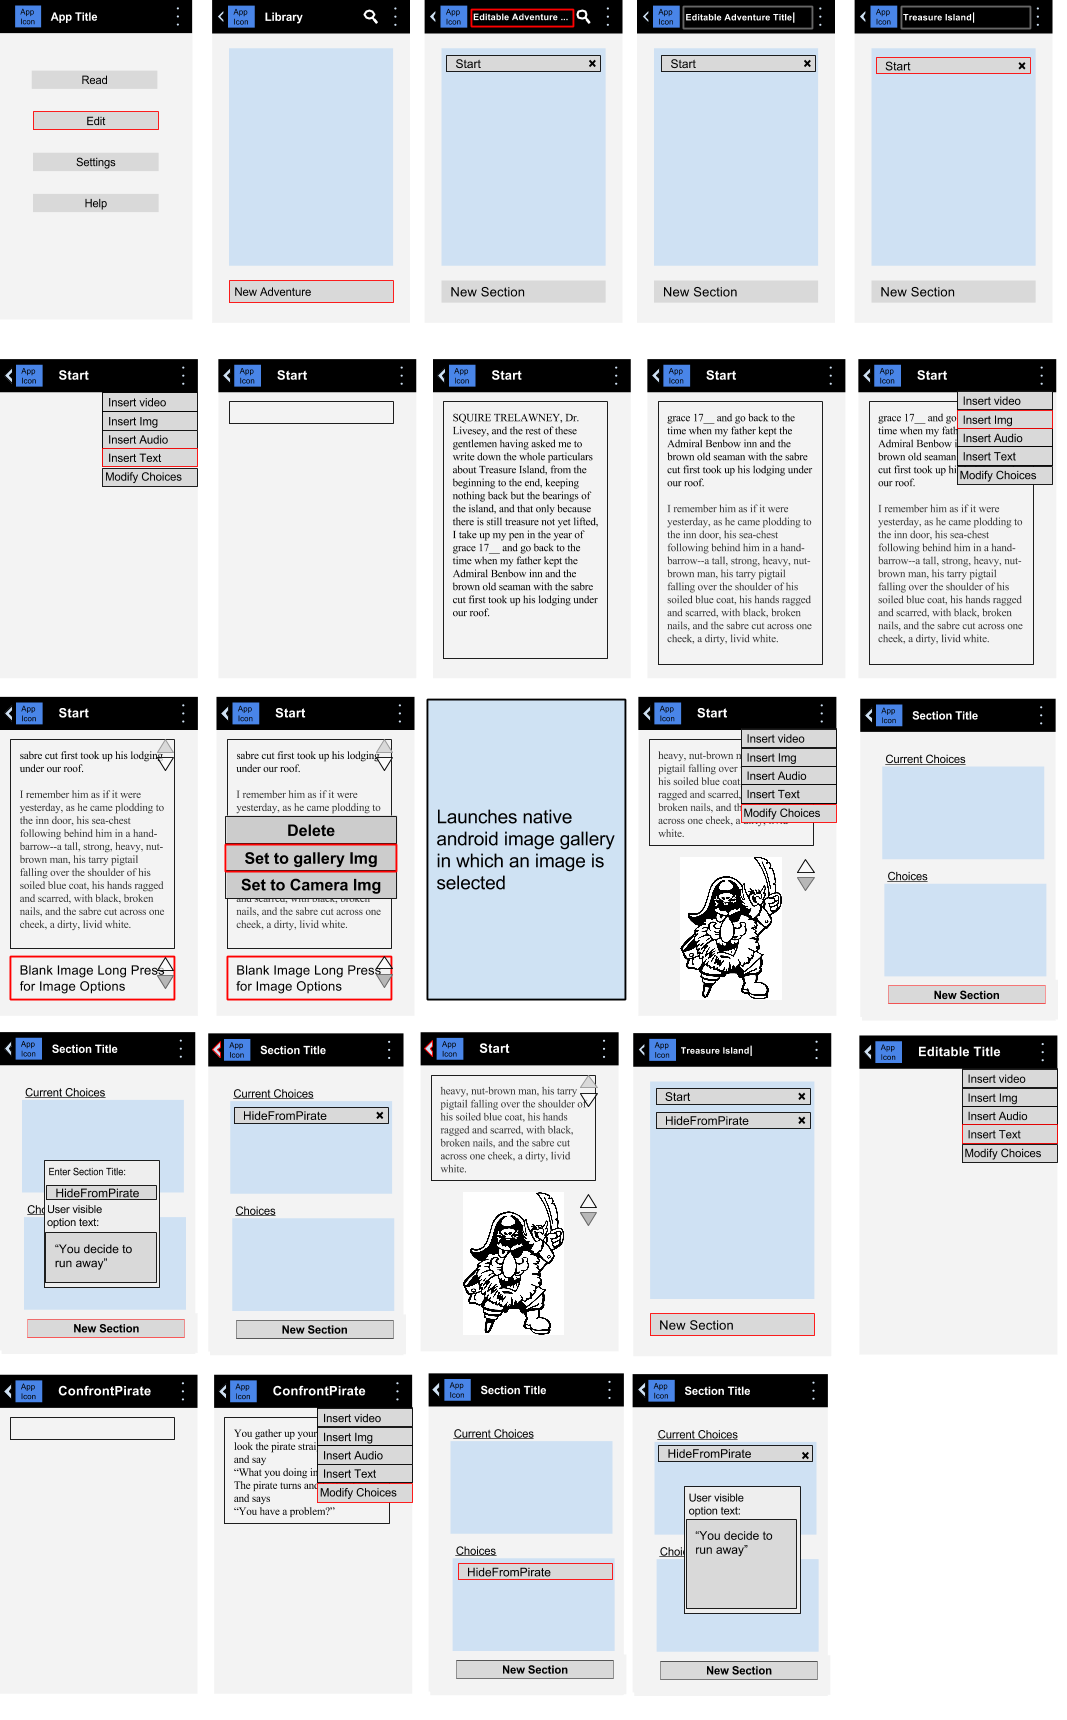 App
Icon
App Title
Read
Edit
Settings
Help
App
Icon
Library
New Adventure
App
Icon
Editable Adventure ...
Start
New Section
App
Icon
Editable Adventure Title
Start
New Section
App
Icon
Treasure Island
Start
New Section
App
Icon
Start
Insert video
Insert Img
Insert Audio
Insert Text
Modify Choices
App
Icon
Start
App
Icon
Start
SQUIRE TRELAWNEY, Dr.
Livesey, and the rest of these
gentlemen having asked me to
write down the whole particulars
about Treasure Island, from the
beginning to the end, keeping
nothing back but the bearings of
the island, and that only because
there is still treasure not yet lifted,
I take up my pen in the year of
grace 17__ and go back to the
time when my father kept the
Admiral Benbow inn and the
brown old seaman with the sabre
cut first took up his lodging under
our roof.
App
Icon
Start
grace 17__ and go back to the
time when my father kept the
Admiral Benbow inn and the
brown old seaman with the sabre
cut first took up his lodging under
our roof.
I remember him as if it were
yesterday, as he came plodding to
the inn door, his sea-chest
following behind him in a hand-
barrow--a tall, strong, heavy, nut-
brown man, his tarry pigtail
falling over the shoulder of his
soiled blue coat, his hands ragged
and scarred, with black, broken
nails, and the sabre cut across one
cheek, a dirty, livid white.
App
Icon
Start
Insert video
Insert Img
Insert Audio
Insert Text
Modify Choices
grace 17__ and go
time when my fath
Admiral Benbow i
brown old seaman
cut first took up hi
our roof.
I remember him as if it were
yesterday, as he came plodding to
the inn door, his sea-chest
following behind him in a hand-
barrow--a tall, strong, heavy, nut-
brown man, his tarry pigtail
falling over the shoulder of his
soiled blue coat, his hands ragged
and scarred, with black, broken
nails, and the sabre cut across one
cheek, a dirty, livid white.
App
Icon
Start
sabre cut first took up his lodging
under our roof.
I remember him as if it were
yesterday, as he came plodding to
the inn door, his sea-chest
following behind him in a hand-
barrow--a tall, strong, heavy, nut-
brown man, his tarry pigtail
falling over the shoulder of his
soiled blue coat, his hands ragged
and scarred, with black, broken
nails, and the sabre cut across one
cheek, a dirty, livid white.
Blank Image Long Press
for Image Options
App
Icon
Start
sabre cut first took up his lodging
under our roof.
I remember him as if it were
yesterday, as he came plodding to
Delete
Set to gallery Img
Set to Camera Img
and scarred, with black, broken
nails, and the sabre cut across one
cheek, a dirty, livid white.
Blank Image Long Press
for Image Options
Launches native
android image gallery
in which an image is
selected
App
Icon
Start
Insert video
Insert Img
Insert Audio
Insert Text
Modify Choices
heavy, nut-brown m
pigtail falling over
his soiled blue coat
ragged and scarred,
broken nails, and th
across one cheek, a dirty, livid
white.
App
Icon
Section Title
Current Choices
Choices
New Section
App
Icon
Section Title
Current Choices
Enter Section Title:
HideFromPirate
Cho
User visible
option text:
“You decide to
run away”
New Section
App
Icon
Section Title
Current Choices
HideFromPirate
Choices
New Section
App
Icon
Start
heavy, nut-brown man, his tarry
pigtail falling over the shoulder of
his soiled blue coat, his hands
ragged and scarred, with black,
broken nails, and the sabre cut
across one cheek, a dirty, livid
white.
App
Icon
Treasure Island
Start
HideFromPirate
New Section
App
Icon
Editable Title
Insert video
Insert Img
Insert Audio
Insert Text
Modify Choices
App
Icon
ConfrontPirate
App
Icon
ConfrontPirate
Insert video
Insert Img
Insert Audio
Insert Text
Modify Choices
You gather up your
look the pirate strai
and say
“What you doing in
The pirate turns and
and says
“You have a problem?”
App
Icon
Section Title
Current Choices
Choices
HideFromPirate
New Section
App
Icon
Section Title
Current Choices
HideFromPirate
User visible
option text:
“You decide to
run away”
Choi
New Section